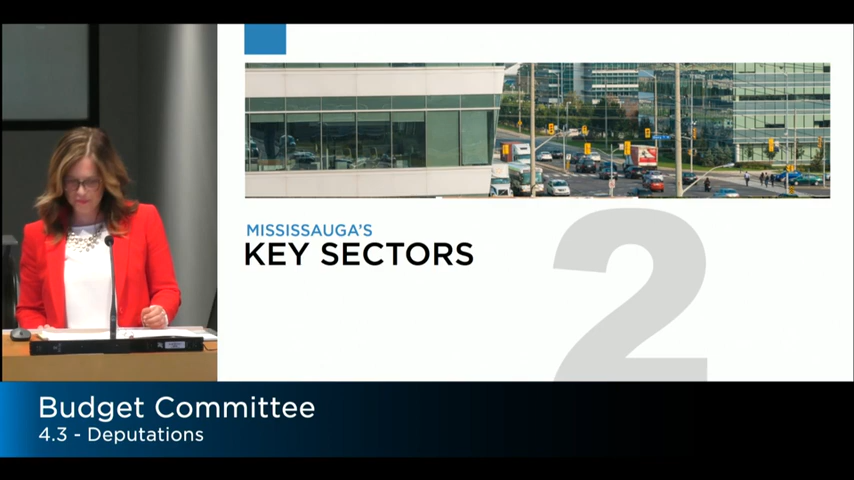 MISSISSAUGA'S
KEY SECTORS
2
Budget Committee
4.3 - Deputations